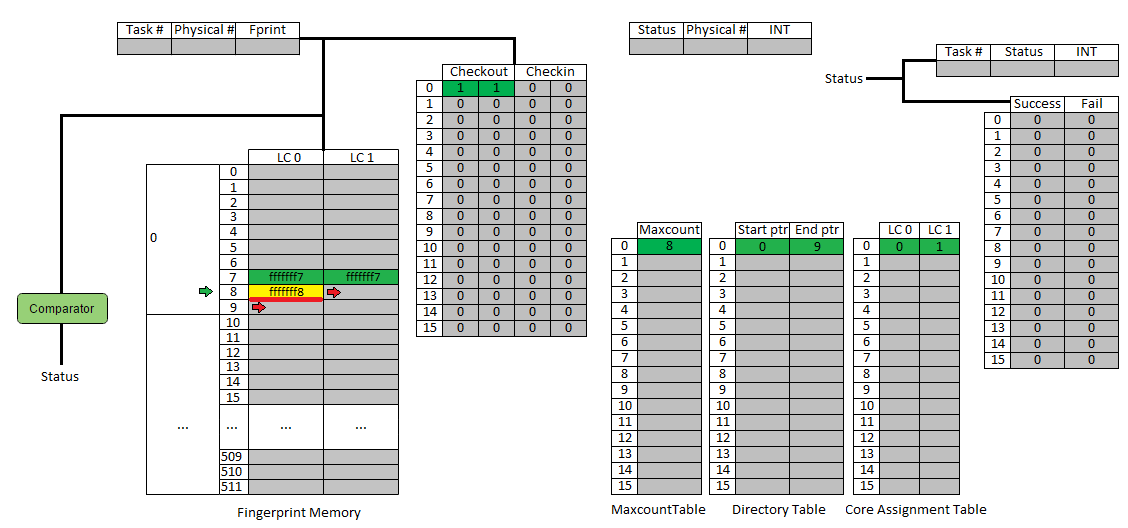 Task # Physical # Fprint
Status Physical # INT
Task # Status INT
Status
Checkout Checkin
0 1 1 0 0
1 0 0 0 0
2 0 0 0 0
3 0 0 0 0
4 0 0 0 0
5 0 0 0 0
6 0 0 0 0
7 0 0 0 0
8 0 0 0 0
9 0 0 0 0
10 0 0 0 0
11 0 0 0 0
12 0 0 0 0
13 0 0 0 0
14 0 0 0 0
15 0 0 0 0
Success Fail
0 0 0
1 0 0
2 0 0
3 0 0
4 0 0
5 0 0
6 0 0
7 0 0
8 0 0
9 0 0
10 0 0
11 0 0
12 0 0
13 0 0
14 0 0
15 0 0
LC 0 LC 1
0
0
1
2
3
4
5
6
7 fffffff7 fffffff7
8 fffffff8
9
10
11
12
13
14
15
... ... ... ...
509
510
511
Fingerprint Memory
Comparator
Status
Maxcount
0 8
1
2
3
4
5
6
7
8
9
10
11
12
13
14
15
MaxcountTable
Start ptr End ptr
0 0 9
1
2
3
4
5
6
7
8
9
10
11
12
13
14
15
Directory Table
LC 0 LC 1
0 0 1
1
2
3
4
5
6
7
8
9
10
11
12
13
14
15
Core Assignment Table